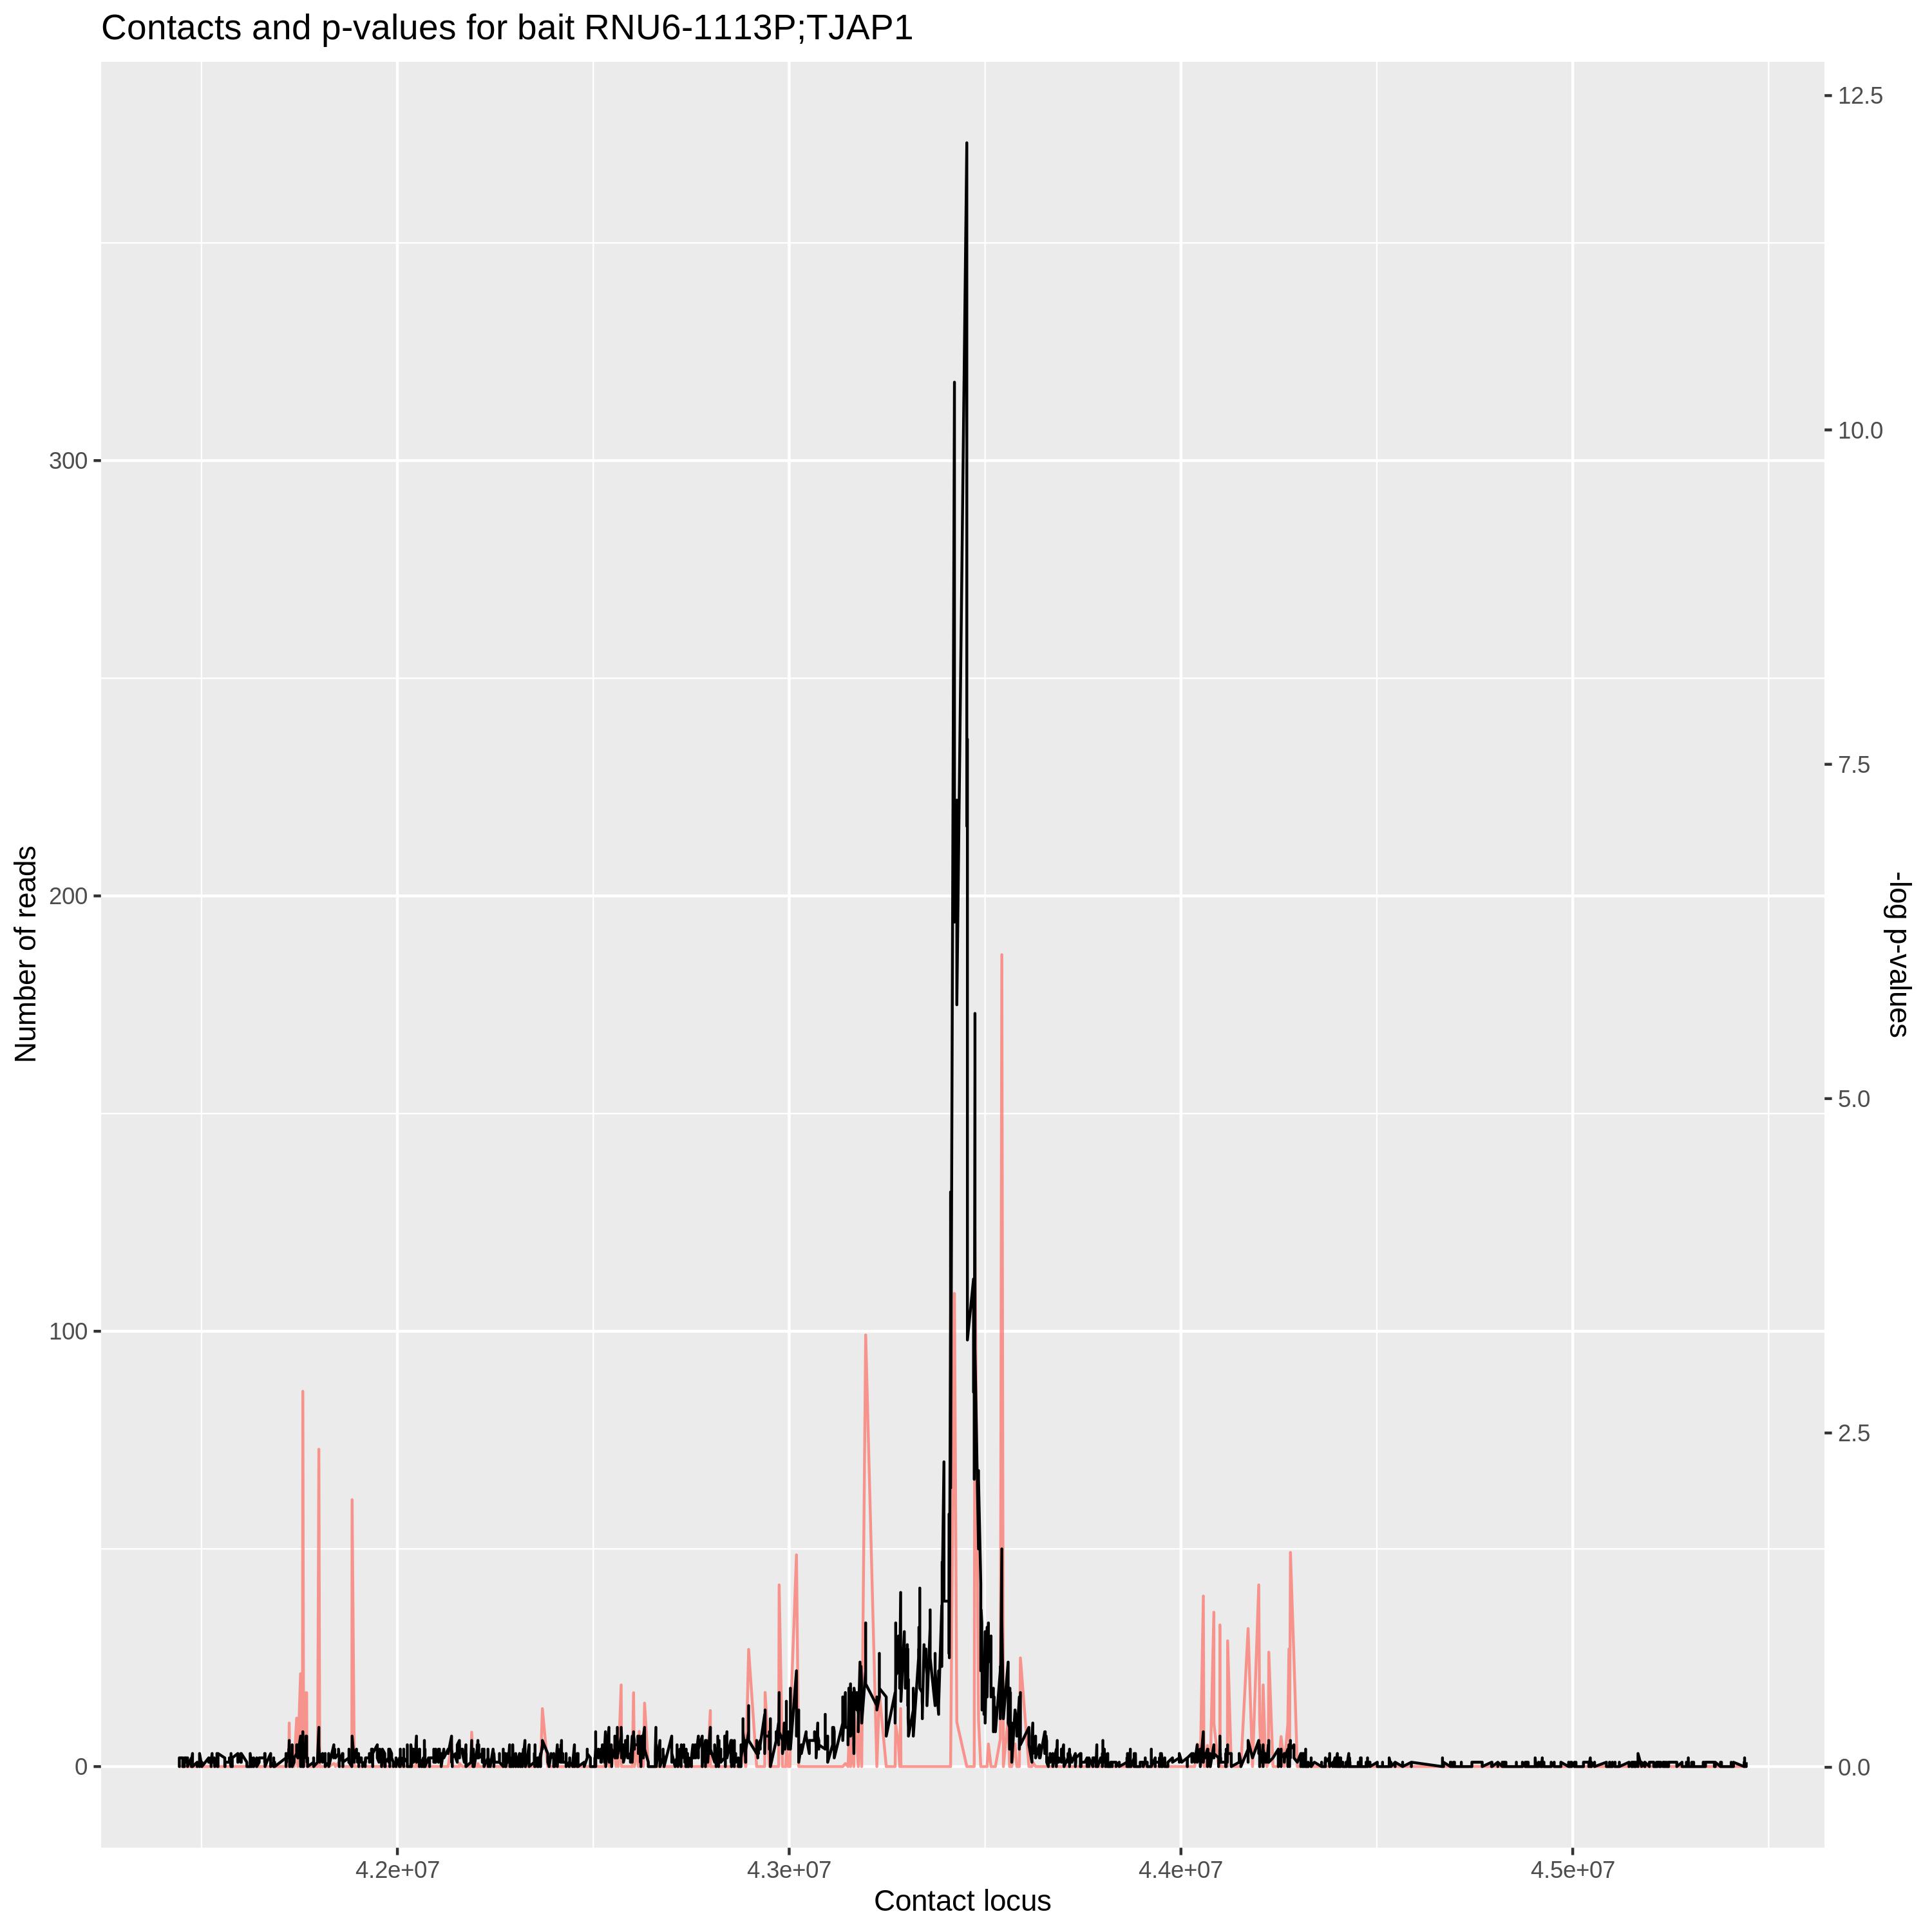 Contacts and p-values for bait RNU6-1113P;TJAP1
12.5
10.0
7.5
5.0
2.5
0.0
300
200
100
0
Number of reads
-log p-values
4.2e+07 4.3e+07 4.4e+07 4.5e+07
Contact locus